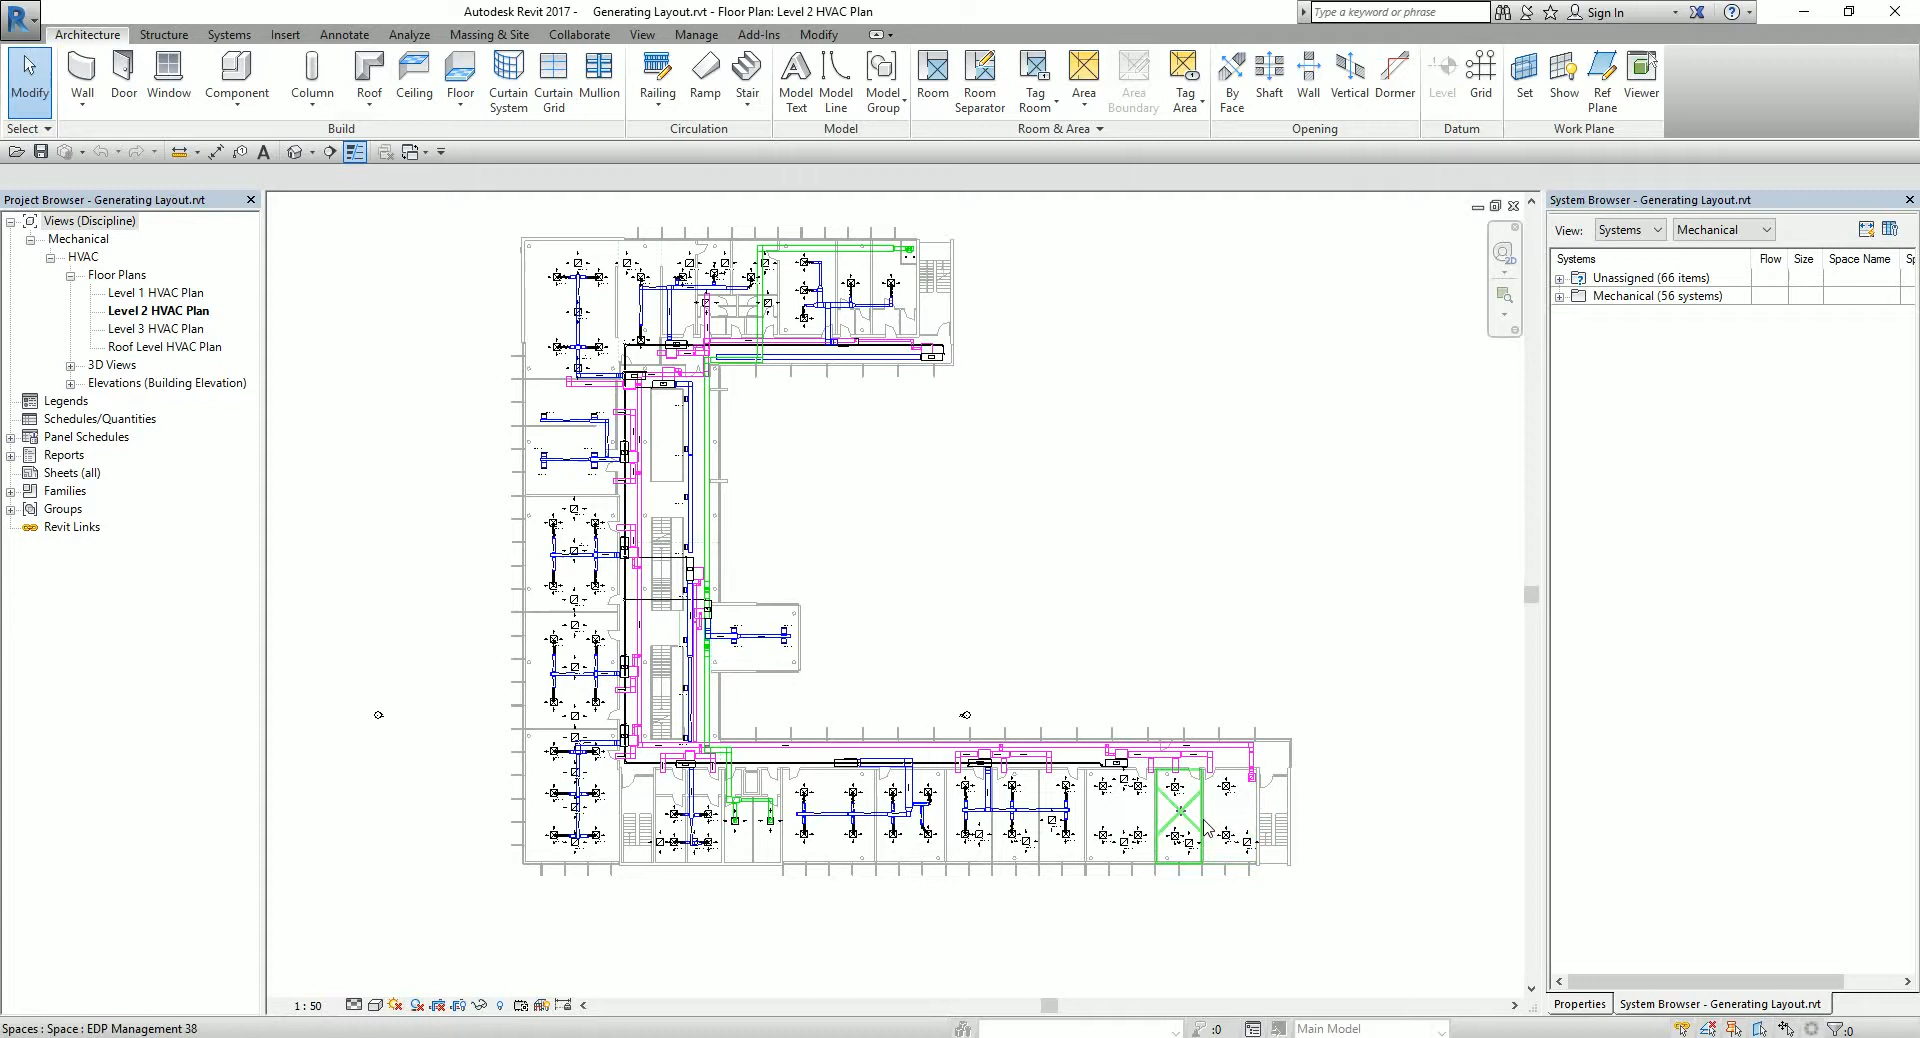 Autodesk Revit 2017 - Generating Layout.rvt - Floor Plan: Level 2 HVAC Plan
Type a keyword or phrase
Sign In
Architecture Structure Systems Insert Annotate Analyze Massing & Site Collaborate View Manage Add-Ins Modify
Modify
Wall
Door
Window
Component
Column
Roof
Ceiling
Floor
Curtain System
Curtain Grid
Mullion
Railing
Ramp
Stair
Model Text
Model Line
Model Group
Room
Room Separator
Tag Room
Area
Area Boundary
Tag Area
By Face
Shaft
Wall
Vertical
Dormer
Level
Grid
Set
Show
Ref Plane
Viewer
Select
Build
Circulation
Model
Room & Area
Opening
Datum
Work Plane
Project Browser - Generating Layout.rvt
Views (Discipline)
Mechanical
HVAC
Floor Plans
Level 1 HVAC Plan
Level 2 HVAC Plan
Level 3 HVAC Plan
Roof Level HVAC Plan
3D Views
Elevations (Building Elevation)
Legends
Schedules/Quantities
Panel Schedules
Reports
Sheets (all)
Families
Groups
Revit Links
2D
System Browser - Generating Layout.rvt
View: Systems Mechanical
Systems Flow Size Space Name Sp
Unassigned (66 items)
Mechanical (56 systems)
1 : 50
Properties System Browser - Generating Layout.rvt
Spaces : Space : EDP Management 38
:0
Main Model
:0